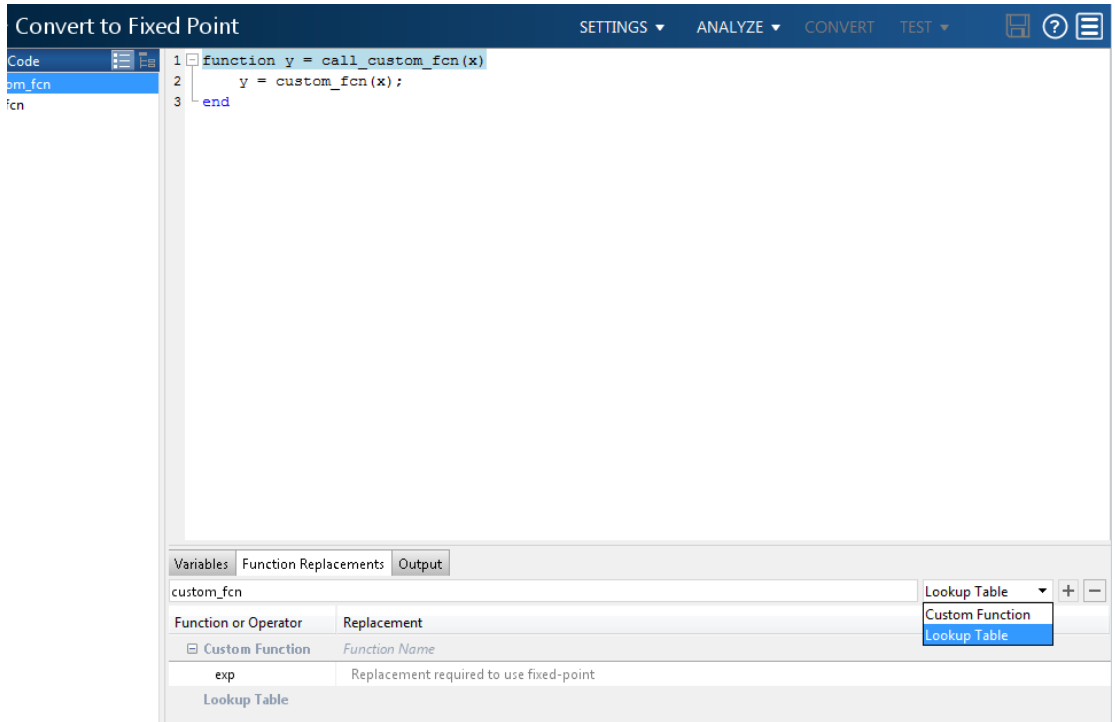 Convert to Fixed Point
SETTINGS ▼ ANALYZE ▼ CONVERT TEST ▼
Code
om_fcn
fcn
1 function y = call_custom_fcn(x)
2 y = custom_fcn(x);
3 end
Variables Function Replacements Output
custom_fcn Lookup Table ▼ + −
Custom Function
Lookup Table
Function or Operator Replacement
Custom Function Function Name
exp Replacement required to use fixed-point
Lookup Table